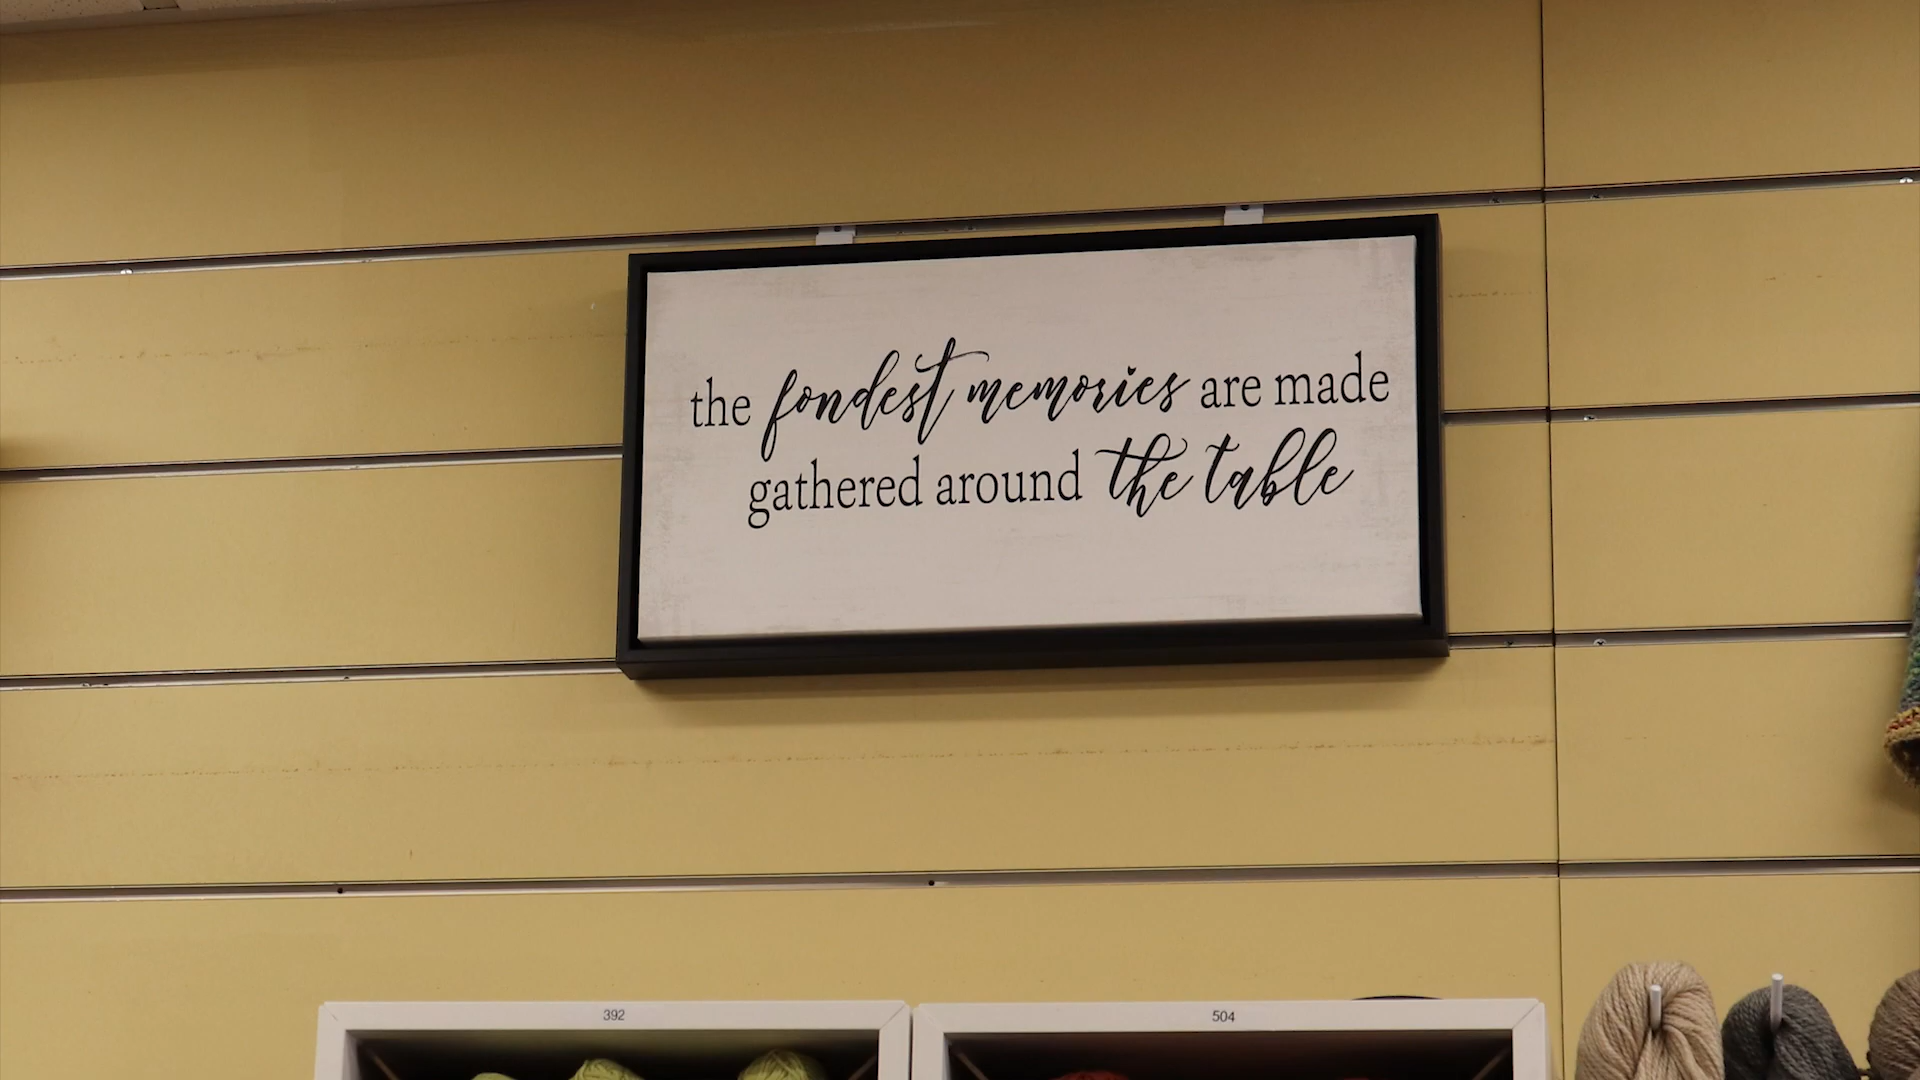 the fondest memories are made
gathered around the table
392
504